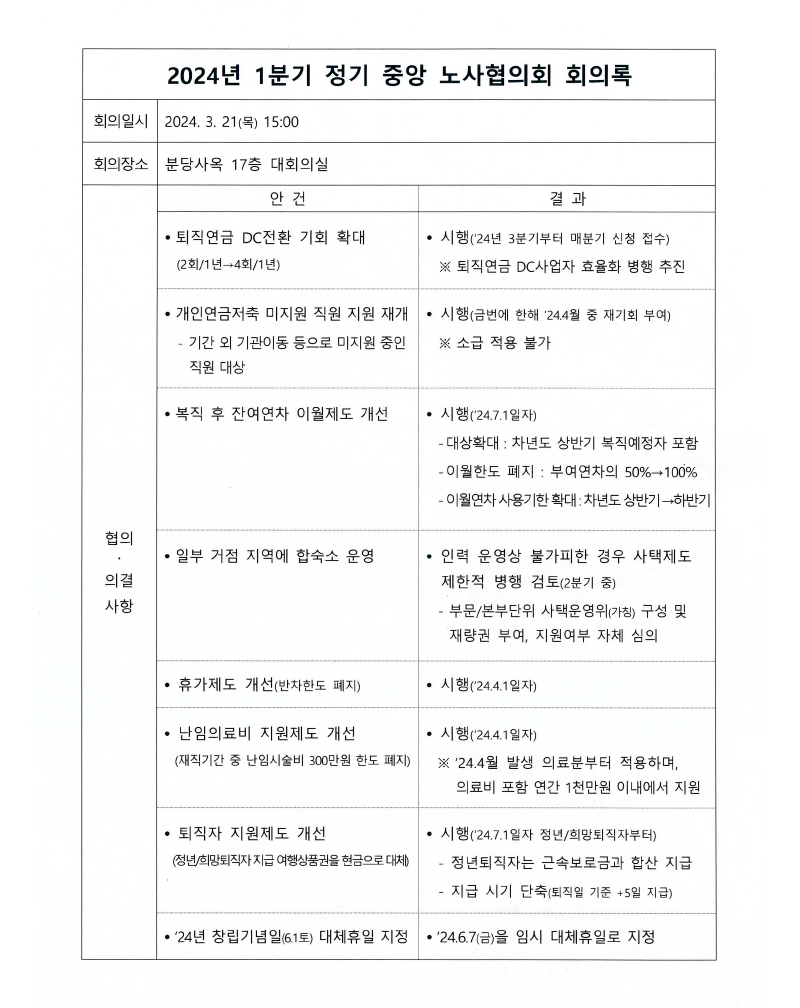 2024년 1분기 정기 중앙 노사협의회 회의록
회의일시 2024. 3. 21(목) 15:00
회의장소 분당사옥 17층 대회의실
협의
·
의결
사항
안 건 결 과
• 퇴직연금 DC전환 기회 확대
(2회/1년→4회/1년)
• 시행('24년 3분기부터 매분기 신청 접수)
※ 퇴직연금 DC사업자 효율화 병행 추진
• 개인연금저축 미지원 직원 지원 재개
- 기간 외 기관이동 등으로 미지원 중인
직원 대상
• 시행(금번에 한해 '24.4월 중 재기회 부여)
※ 소급 적용 불가
• 복직 후 잔여연차 이월제도 개선
• 시행('24.7.1일자)
- 대상확대 : 차년도 상반기 복직예정자 포함
- 이월한도 폐지 : 부여연차의 50%→100%
- 이월연차 사용기한 확대 : 차년도 상반기→하반기
• 일부 거점 지역에 합숙소 운영
• 인력 운영상 불가피한 경우 사택제도
제한적 병행 검토(2분기 중)
- 부문/본부단위 사택운영위(가칭) 구성 및
재량권 부여, 지원여부 자체 심의
• 휴가제도 개선(반차한도 폐지)
• 시행('24.4.1일자)
• 난임의료비 지원제도 개선
(재직기간 중 난임시술비 300만원 한도 폐지)
• 시행('24.4.1일자)
※ '24.4월 발생 의료분부터 적용하며,
의료비 포함 연간 1천만원 이내에서 지원
• 퇴직자 지원제도 개선
(정년/희망퇴직자 지급 여행상품권을 현금으로 대체)
• 시행('24.7.1일자 정년/희망퇴직자부터)
- 정년퇴직자는 근속보로금과 합산 지급
- 지급 시기 단축(퇴직일 기준 +5일 지급)
• '24년 창립기념일(6.1토) 대체휴일 지정
• '24.6.7(금)을 임시 대체휴일로 지정